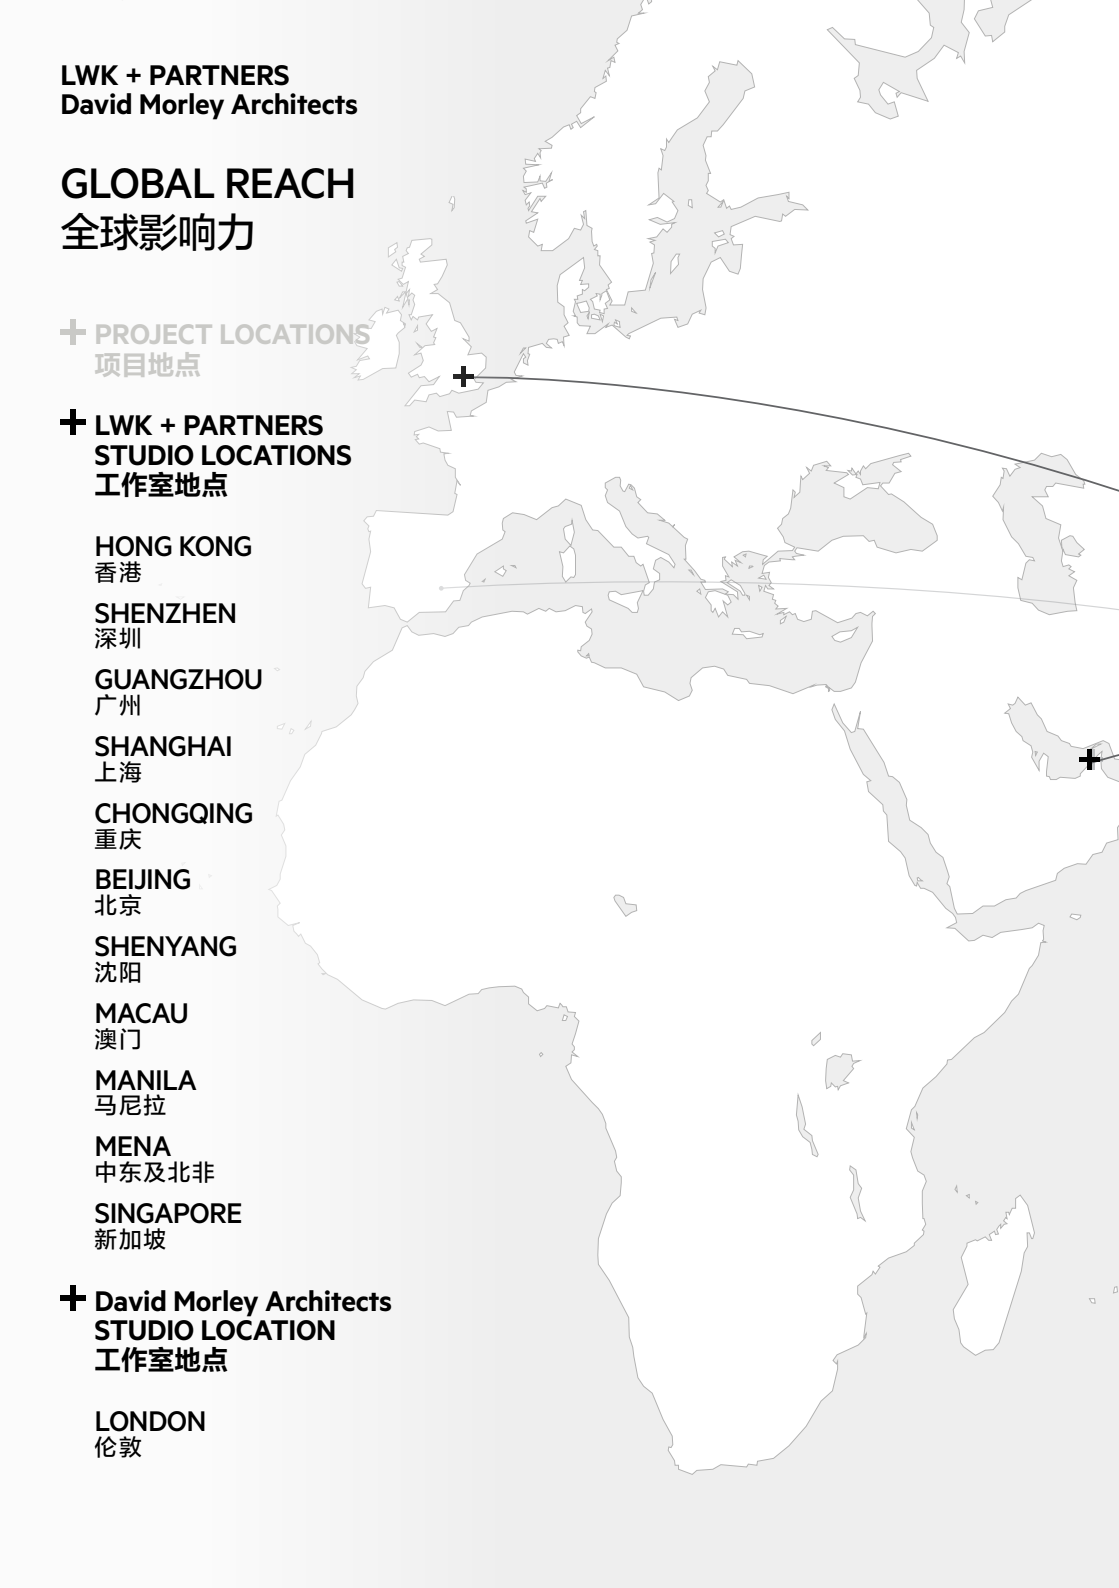 LWK + PARTNERS
David Morley Architects
GLOBAL REACH
全球影响力
PROJECT LOCATIONS
项目地点
LWK + PARTNERS
STUDIO LOCATIONS
工作室地点
HONG KONG
香港
SHENZHEN
深圳
GUANGZHOU
广州
SHANGHAI
上海
CHONGQING
重庆
BEIJING
北京
SHENYANG
沈阳
MACAU
澳门
MANILA
马尼拉
MENA
中东及北非
SINGAPORE
新加坡
David Morley Architects
STUDIO LOCATION
工作室地点
LONDON
伦敦